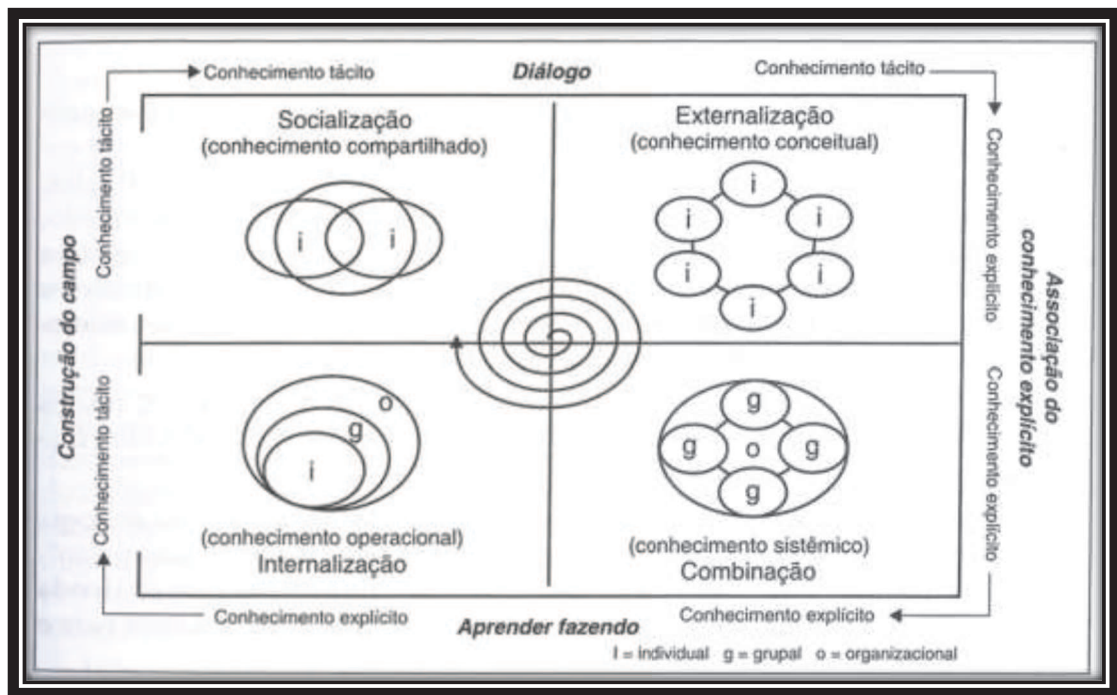 Conhecimento tácito
Diálogo
Conhecimento tácito
Construção do campo
Conhecimento tácito
Socialização
(conhecimento compartilhado)
i
i
Externalização
(conhecimento conceitual)
i
i
i
i
i
i
Conhecimento explícito
Associação do
conhecimento explícito
Conhecimento tácito
o
g
i
(conhecimento operacional)
Internalização
g
g
o
g
g
(conhecimento sistêmico)
Combinação
Conhecimento explícito
Conhecimento explícito
Aprender fazendo
Conhecimento explícito
I = individual g = grupal o = organizacional